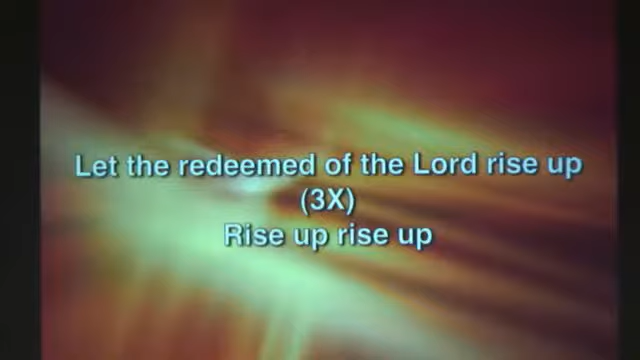 Let the redeemed of the Lord rise up
(3X)
Rise up rise up